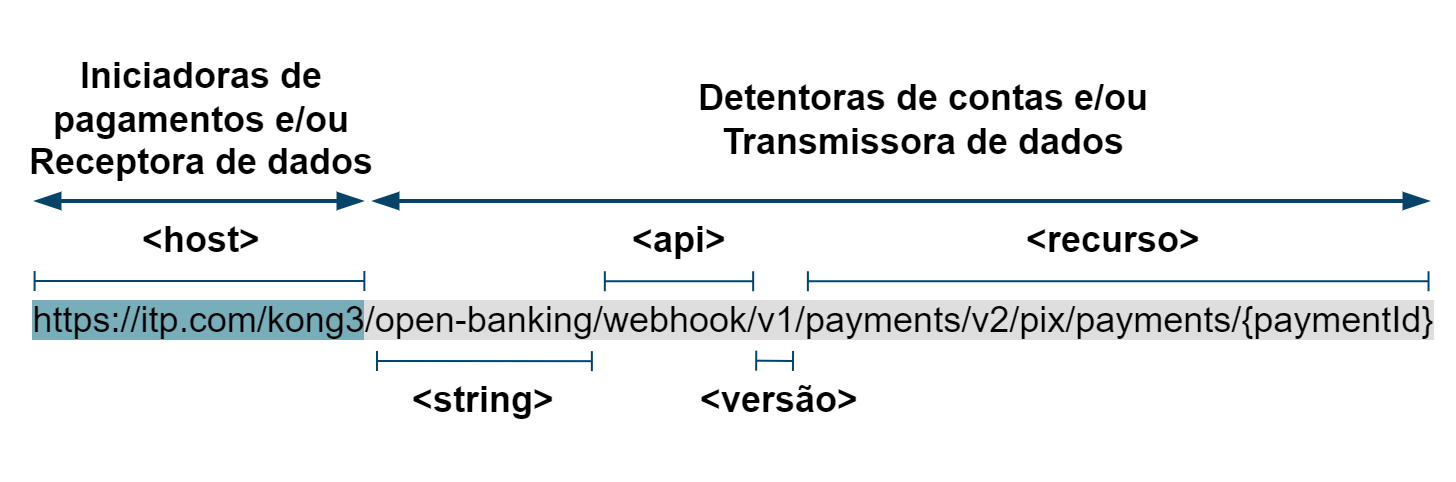 Iniciadoras de
pagamentos e/ou
Receptora de dados
Detentoras de contas e/ou
Transmissora de dados
<host>
<api>
<recurso>
https://itp.com/kong3/open-banking/webhook/v1/payments/v2/pix/payments/{paymentId}
<string>
<versão>